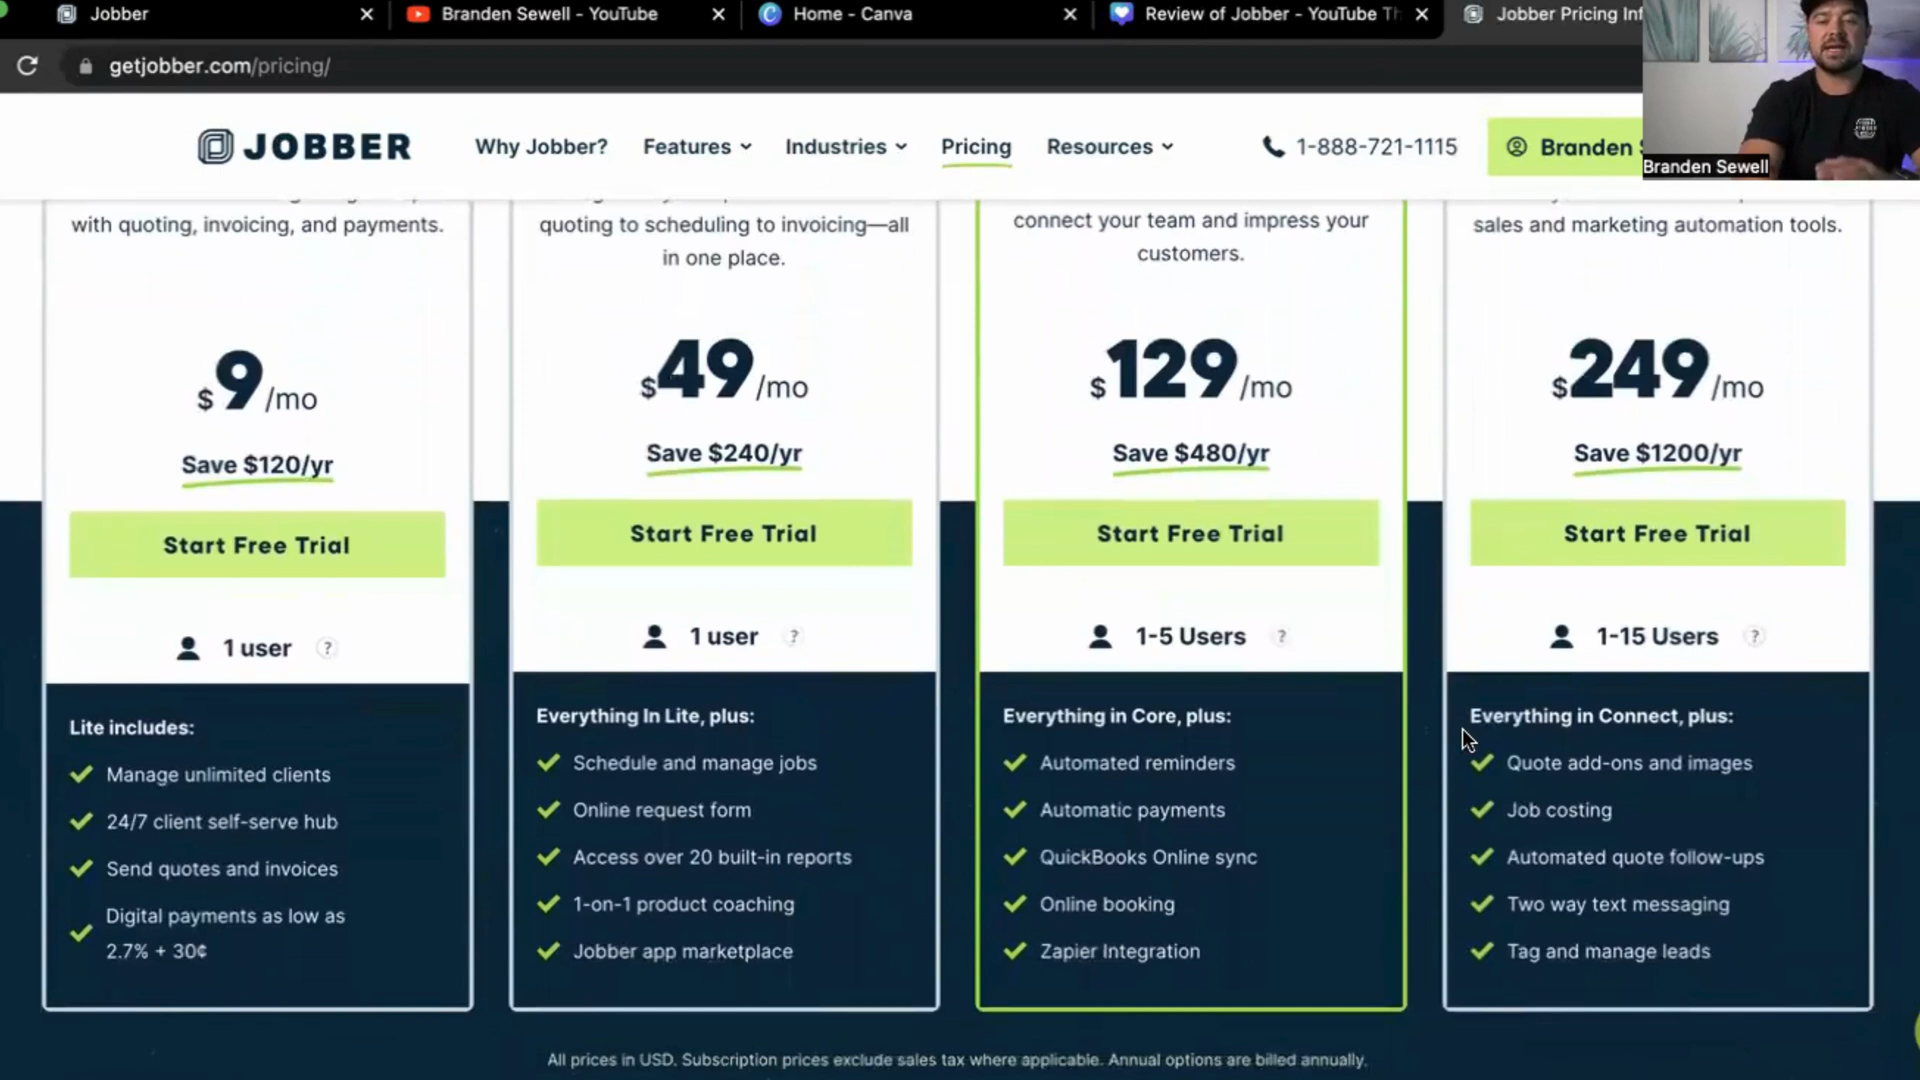 Jobber
Branden Sewell - YouTube
Home - Canva
Review of Jobber - YouTube Th
Jobber Pricing Inf
getjobber.com/pricing/
JOBBER
Why Jobber?
Features
Industries
Pricing
Resources
1-888-721-1115
Branden
Branden Sewell
with quoting, invoicing, and payments.
$9/mo
Save $120/yr
Start Free Trial
1 user ?
Lite includes:
Manage unlimited clients
24/7 client self-serve hub
Send quotes and invoices
Digital payments as low as
2.7% + 30¢
quoting to scheduling to invoicing—all
in one place.
$49/mo
Save $240/yr
Start Free Trial
1 user ?
Everything In Lite, plus:
Schedule and manage jobs
Online request form
Access over 20 built-in reports
1-on-1 product coaching
Jobber app marketplace
connect your team and impress your
customers.
$129/mo
Save $480/yr
Start Free Trial
1-5 Users ?
Everything in Core, plus:
Automated reminders
Automatic payments
QuickBooks Online sync
Online booking
Zapier Integration
sales and marketing automation tools.
$249/mo
Save $1200/yr
Start Free Trial
1-15 Users ?
Everything in Connect, plus:
Quote add-ons and images
Job costing
Automated quote follow-ups
Two way text messaging
Tag and manage leads
All prices in USD. Subscription prices exclude sales tax where applicable. Annual options are billed annually.